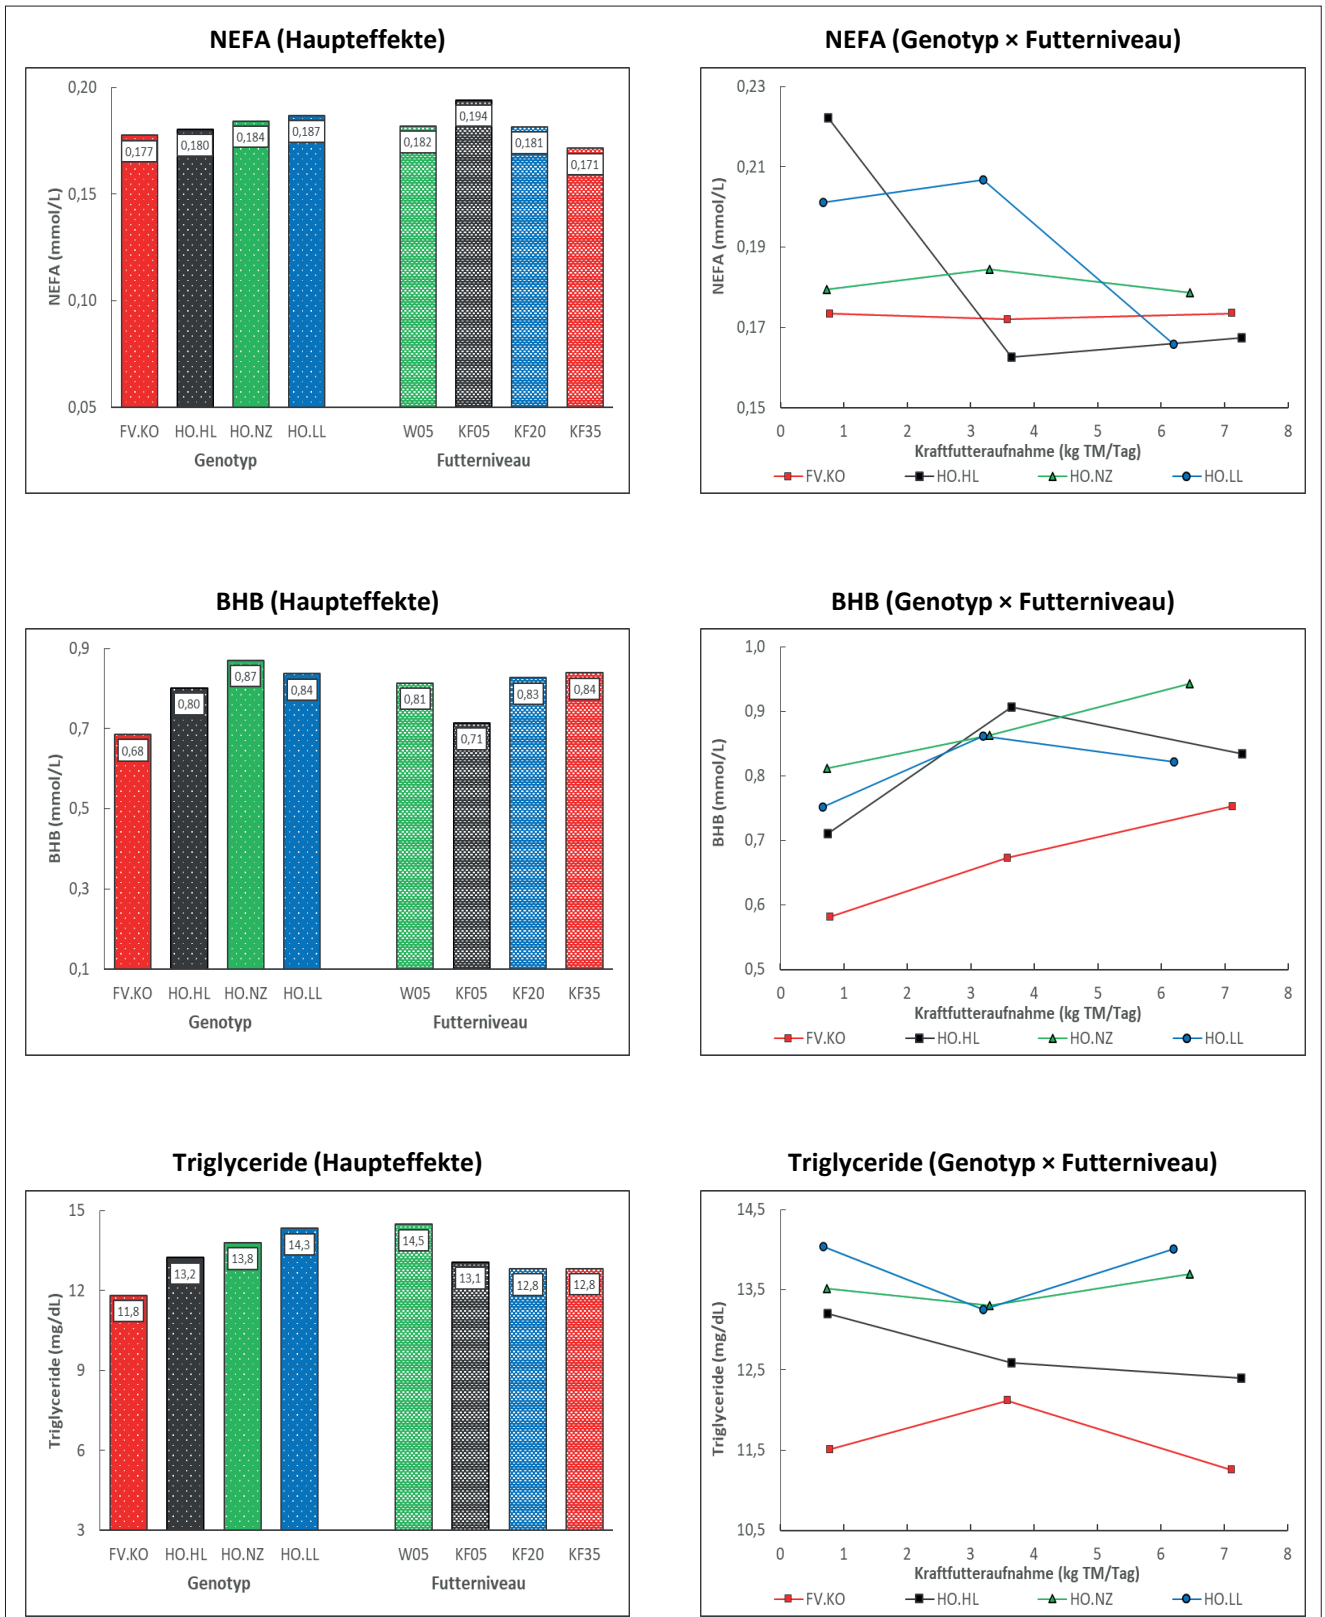 NEFA (Haupteffekte)
NEFA (mmol/L)
0,20
0,15
0,10
0,05
0,177
0,180
0,184
0,187
0,182
0,194
0,181
0,171
FV.KO HO.HL HO.NZ HO.LL W05 KF05 KF20 KF35
Genotyp Futterniveau
NEFA (Genotyp × Futterniveau)
NEFA (mmol/L)
0,23
0,21
0,19
0,17
0,15
0 1 2 3 4 5 6 7 8
Kraftfutteraufnahme (kg TM/Tag)
FV.KO HO.HL HO.NZ HO.LL
BHB (Haupteffekte)
BHB (mmol/L)
0,9
0,7
0,5
0,3
0,1
0,68
0,80
0,87
0,84
0,81
0,71
0,83
0,84
FV.KO HO.HL HO.NZ HO.LL W05 KF05 KF20 KF35
Genotyp Futterniveau
BHB (Genotyp × Futterniveau)
BHB (mmol/L)
1,0
0,9
0,8
0,7
0,6
0,5
0 1 2 3 4 5 6 7 8
Kraftfutteraufnahme (kg TM/Tag)
FV.KO HO.HL HO.NZ HO.LL
Triglyceride (Haupteffekte)
Triglyceride (mg/dL)
15
12
9
6
3
11,8
13,2
13,8
14,3
14,5
13,1
12,8
12,8
FV.KO HO.HL HO.NZ HO.LL W05 KF05 KF20 KF35
Genotyp Futterniveau
Triglyceride (Genotyp × Futterniveau)
Triglyceride (mg/dL)
14,5
13,5
12,5
11,5
10,5
0 1 2 3 4 5 6 7 8
Kraftfutteraufnahme (kg TM/Tag)
FV.KO HO.HL HO.NZ HO.LL